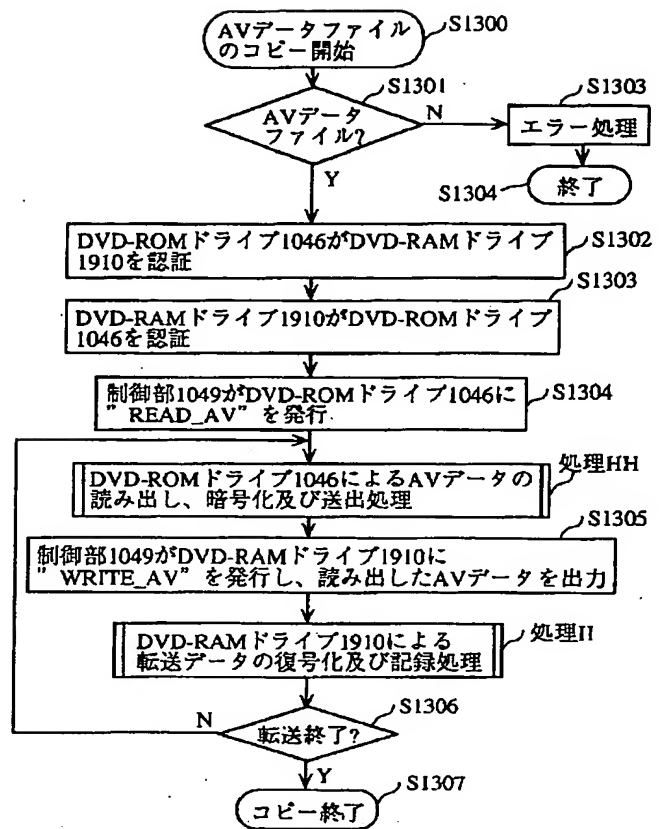 AVデータファイル
のコピー開始
S1300
S1301
AVデータ
ファイル?
N
S1303
エラー処理
Y
S1304
終了
DVD-ROMドライブ1046がDVD-RAMドライブ
1910を認証
S1302
S1303
DVD-RAMドライブ1910がDVD-ROMドライブ
1046を認証
制御部1049がDVD-ROMドライブ1046に
”READ_AV”を発行
S1304
DVD-ROMドライブ1046によるAVデータの
読み出し、暗号化及び送出処理
処理HH
S1305
制御部1049がDVD-RAMドライブ1910に
”WRITE_AV”を発行し、読み出したAVデータを出力
DVD-RAMドライブ1910による
転送データの復号化及び記録処理
処理II
S1306
N
転送終了?
Y
S1307
コピー終了